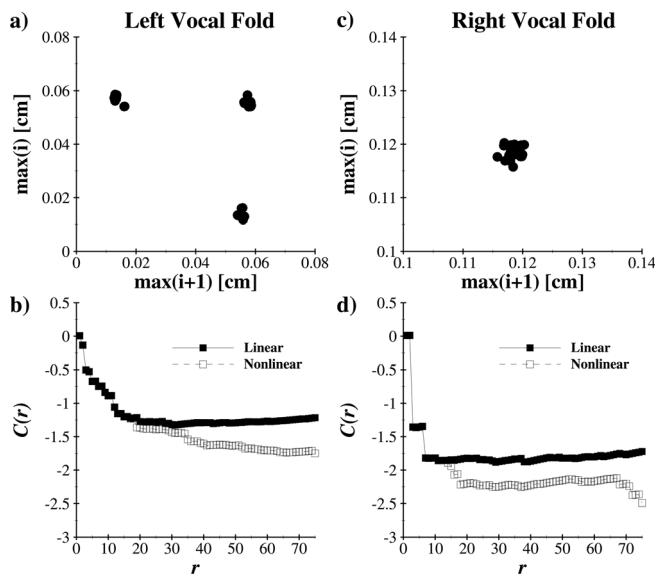 a) Left Vocal Fold c) Right Vocal Fold
0.08
0.06
0.04
0.02
0
max(i) [cm]
0.02 0.04 0.06 0.08
max(i+1) [cm]
0.14
0.13
0.12
0.11
0.1
max(i) [cm]
0.1 0.11 0.12 0.13 0.14
max(i+1) [cm]
b)
0.5
0
-0.5
-1
-1.5
-2
-2.5
-3
C(r)
Linear
Nonlinear
0 10 20 30 40 50 60 70
r
d)
0.5
0
-0.5
-1
-1.5
-2
-2.5
-3
C(r)
Linear
Nonlinear
0 10 20 30 40 50 60 70
r